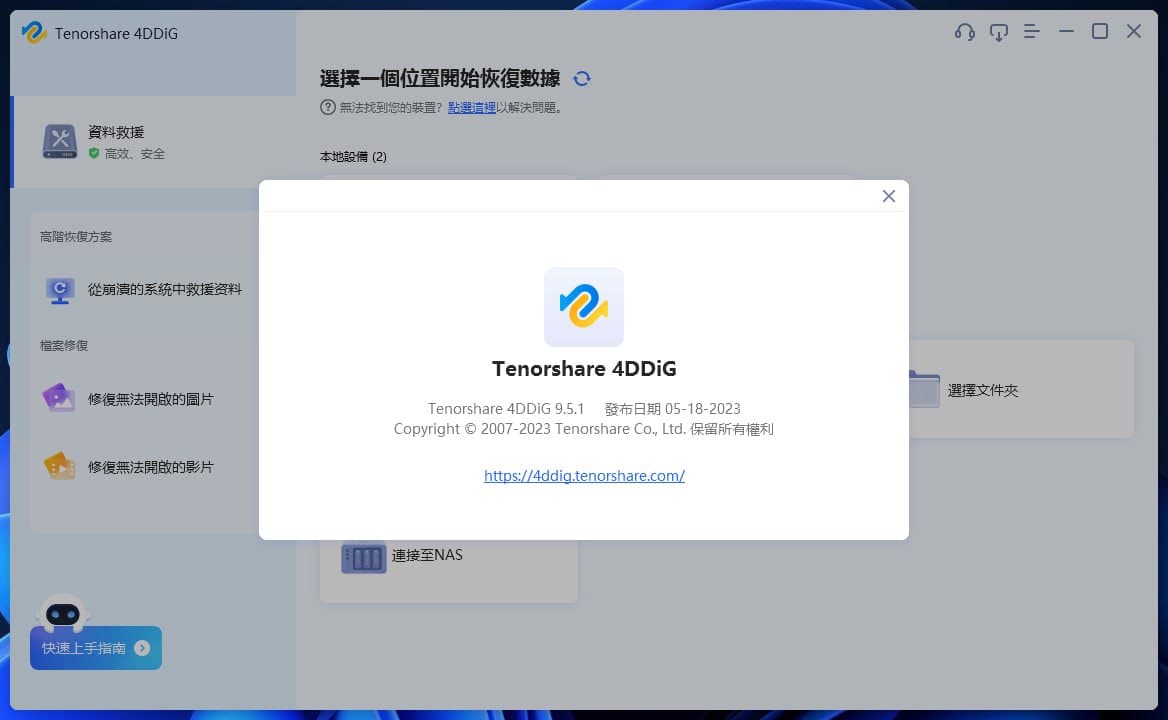 Tenorshare 4DDiG
資料救援
高效、安全
高階恢復方案
從崩潰的系統中救援资料
檔案修復
修復無法開啟的圖片
修復無法開啟的影片
快速上手指南
選擇一個位置開始恢復數據
無法找到您的裝置? 點選這裡以解決問題。
本地設備 (2)
選擇文件夾
連接至NAS
Tenorshare 4DDiG
Tenorshare 4DDiG 9.5.1 發布日期 05-18-2023
Copyright © 2007-2023 Tenorshare Co., Ltd. 保留所有權利
https://4ddig.tenorshare.com/